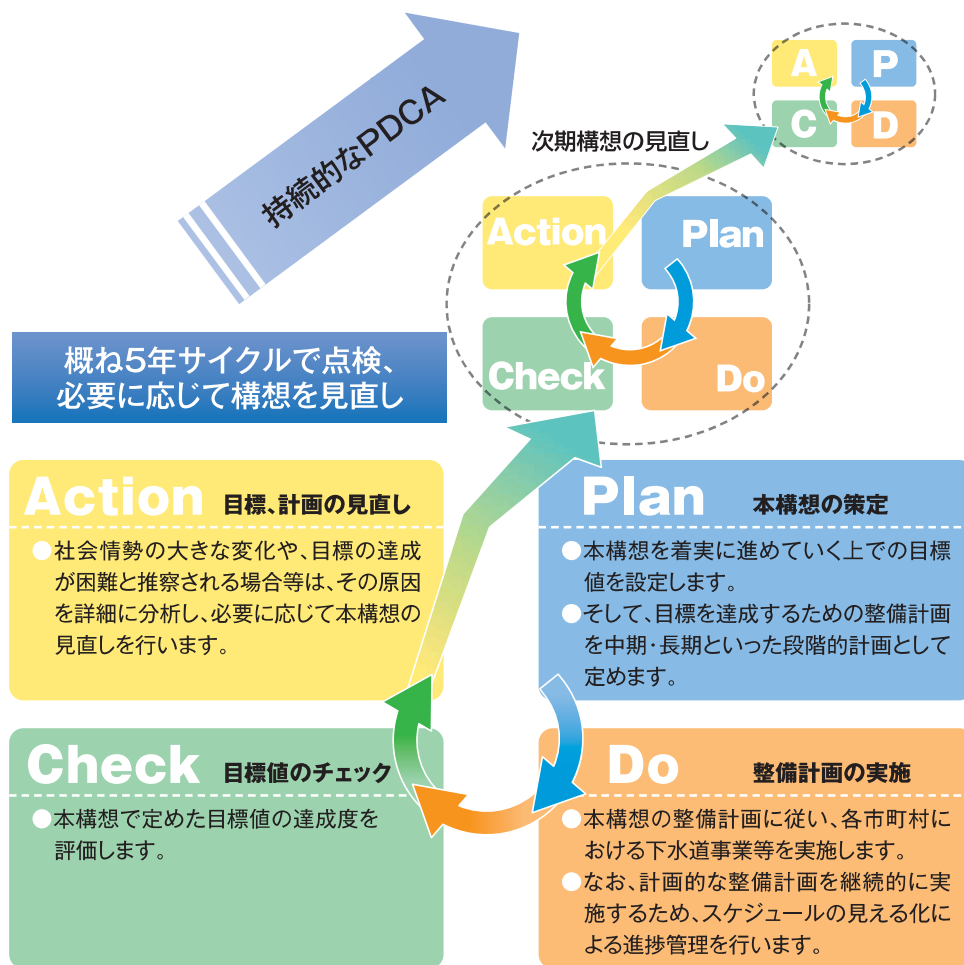 持続的なPDCA
A
P
C
D
次期構想の見直し
Action
Plan
Check
Do
概ね5年サイクルで点検、
必要に応じて構想を見直し
Action 目標、計画の見直し
●社会情勢の大きな変化や、目標の達成
が困難と推察される場合等は、その原因
を詳細に分析し、必要に応じて本構想の
見直しを行います。
Plan 本構想の策定
●本構想を着実に進めていく上での目標
値を設定します。
●そして、目標を達成するための整備計画
を中期・長期といった段階的計画として
定めます。
Check 目標値のチェック
●本構想で定めた目標値の達成度を
評価します。
Do 整備計画の実施
●本構想の整備計画に従い、各市町村に
おける下水道事業等を実施します。
●なお、計画的な整備計画を継続的に実
施するため、スケジュールの見える化に
よる進捗管理を行います。